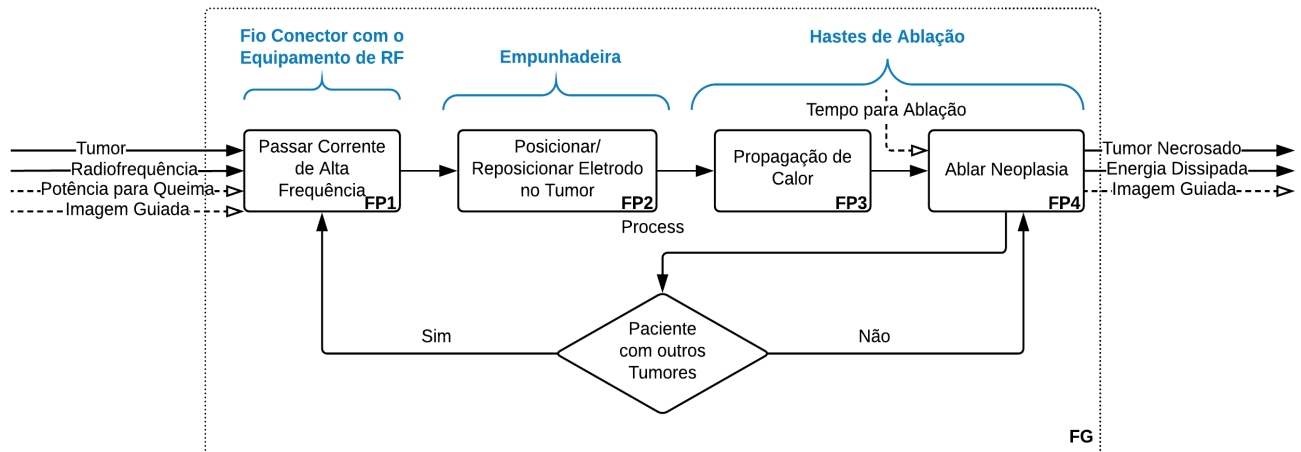 Fio Conector com o
Equipamento de RF
Empunhadeira
Hastes de Ablação
Tempo para Ablação
Tumor
Radiofrequência
Potência para Queima
Imagem Guiada
Passar Corrente
de Alta
Frequência
FP1
Posicionar/
Reposicionar Eletrodo
no Tumor
FP2
Propagação de
Calor
FP3
Ablar Neoplasia
FP4
Tumor Necrosado
Energia Dissipada
Imagem Guiada
Process
Sim
Paciente
com outros
Tumores
Não
FG